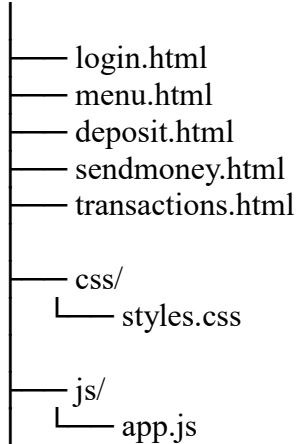 login.html
menu.html
deposit.html
sendmoney.html
transactions.html
css/
styles.css
js/
app.js